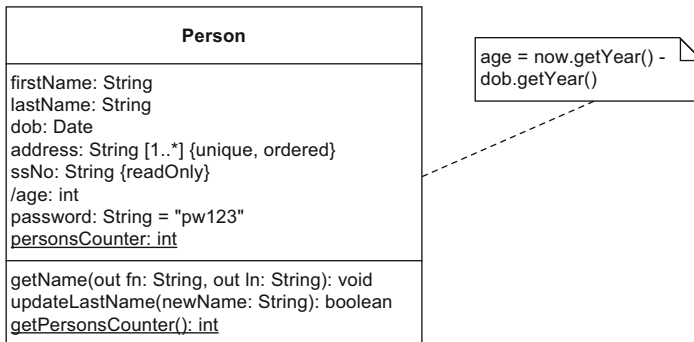 Person
firstName: String
lastName: String
dob: Date
address: String [1..*] {unique, ordered}
ssNo: String {readOnly}
/age: int
password: String = "pw123"
personsCounter: int
getName(out fn: String, out ln: String): void
updateLastName(newName: String): boolean
getPersonsCounter(): int
age = now.getYear() -
dob.getYear()